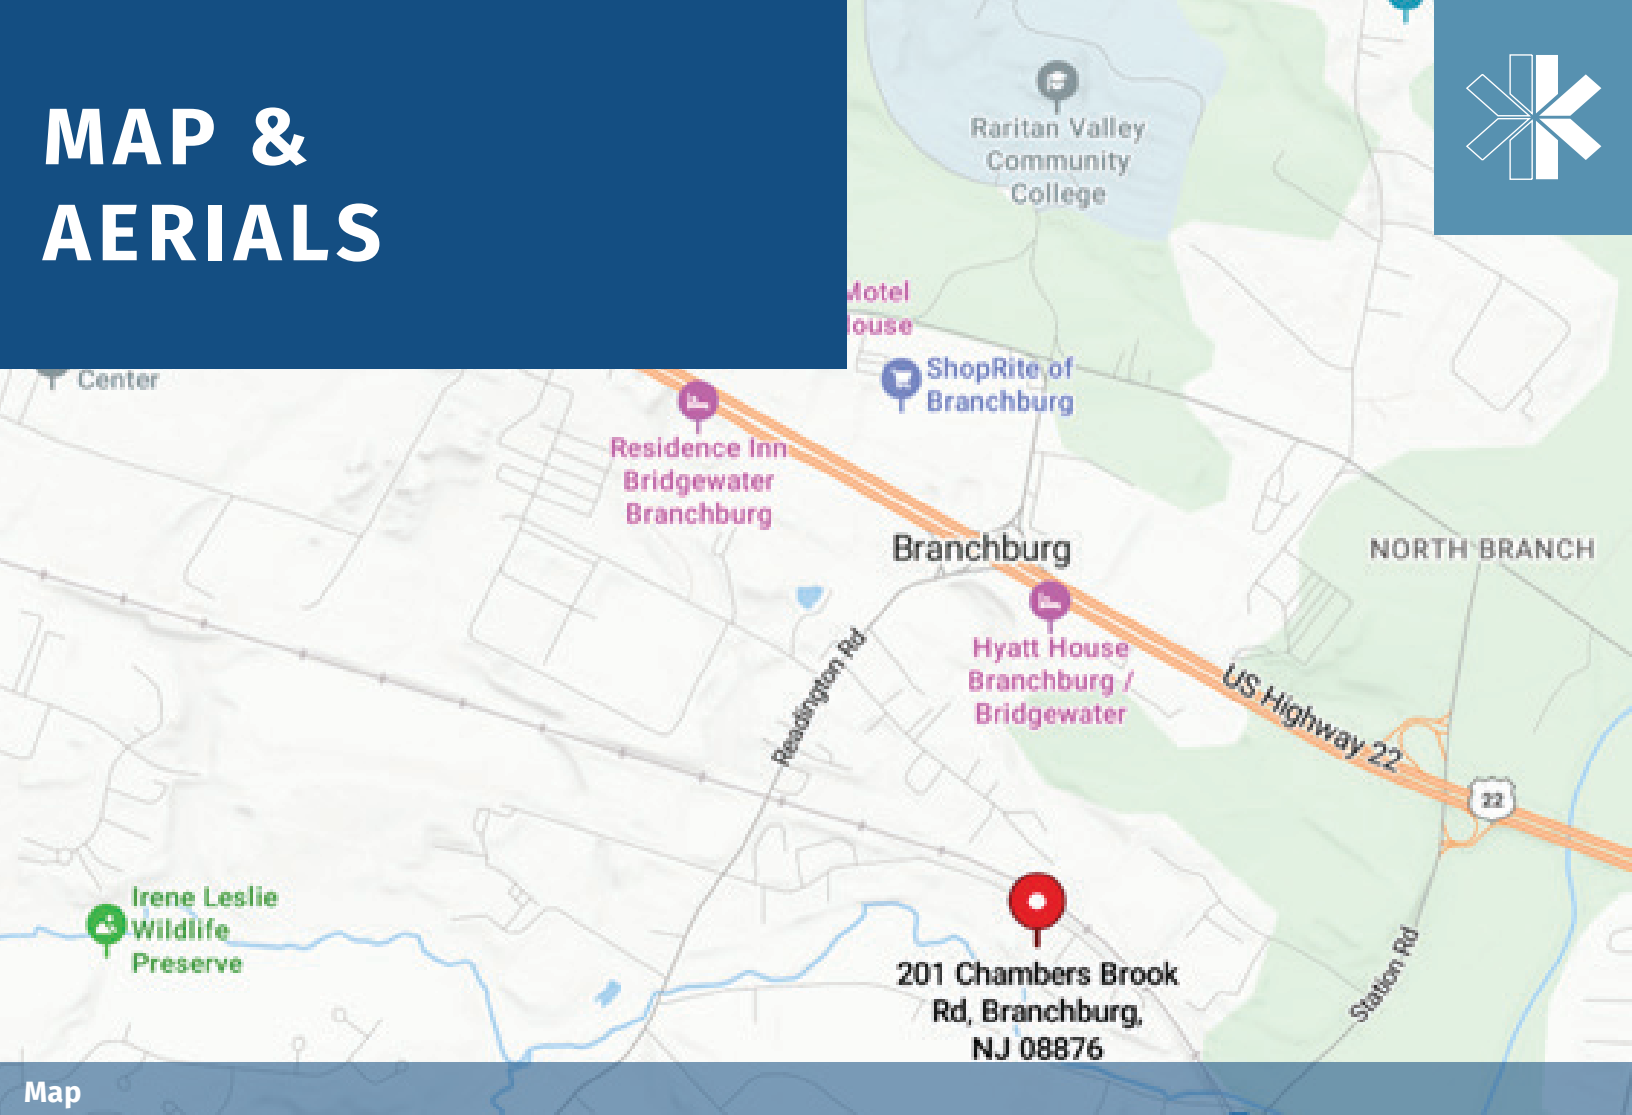 MAP &
AERIALS
Raritan Valley
Community
College
Motel
House
ShopRite of
Branchburg
Center
Residence Inn
Bridgewater
Branchburg
Branchburg
NORTH BRANCH
Hyatt House
Branchburg /
Bridgewater
Readington Rd
US Highway 22
22
Irene Leslie
Wildlife
Preserve
201 Chambers Brook
Rd, Branchburg,
NJ 08876
Station Rd
Map